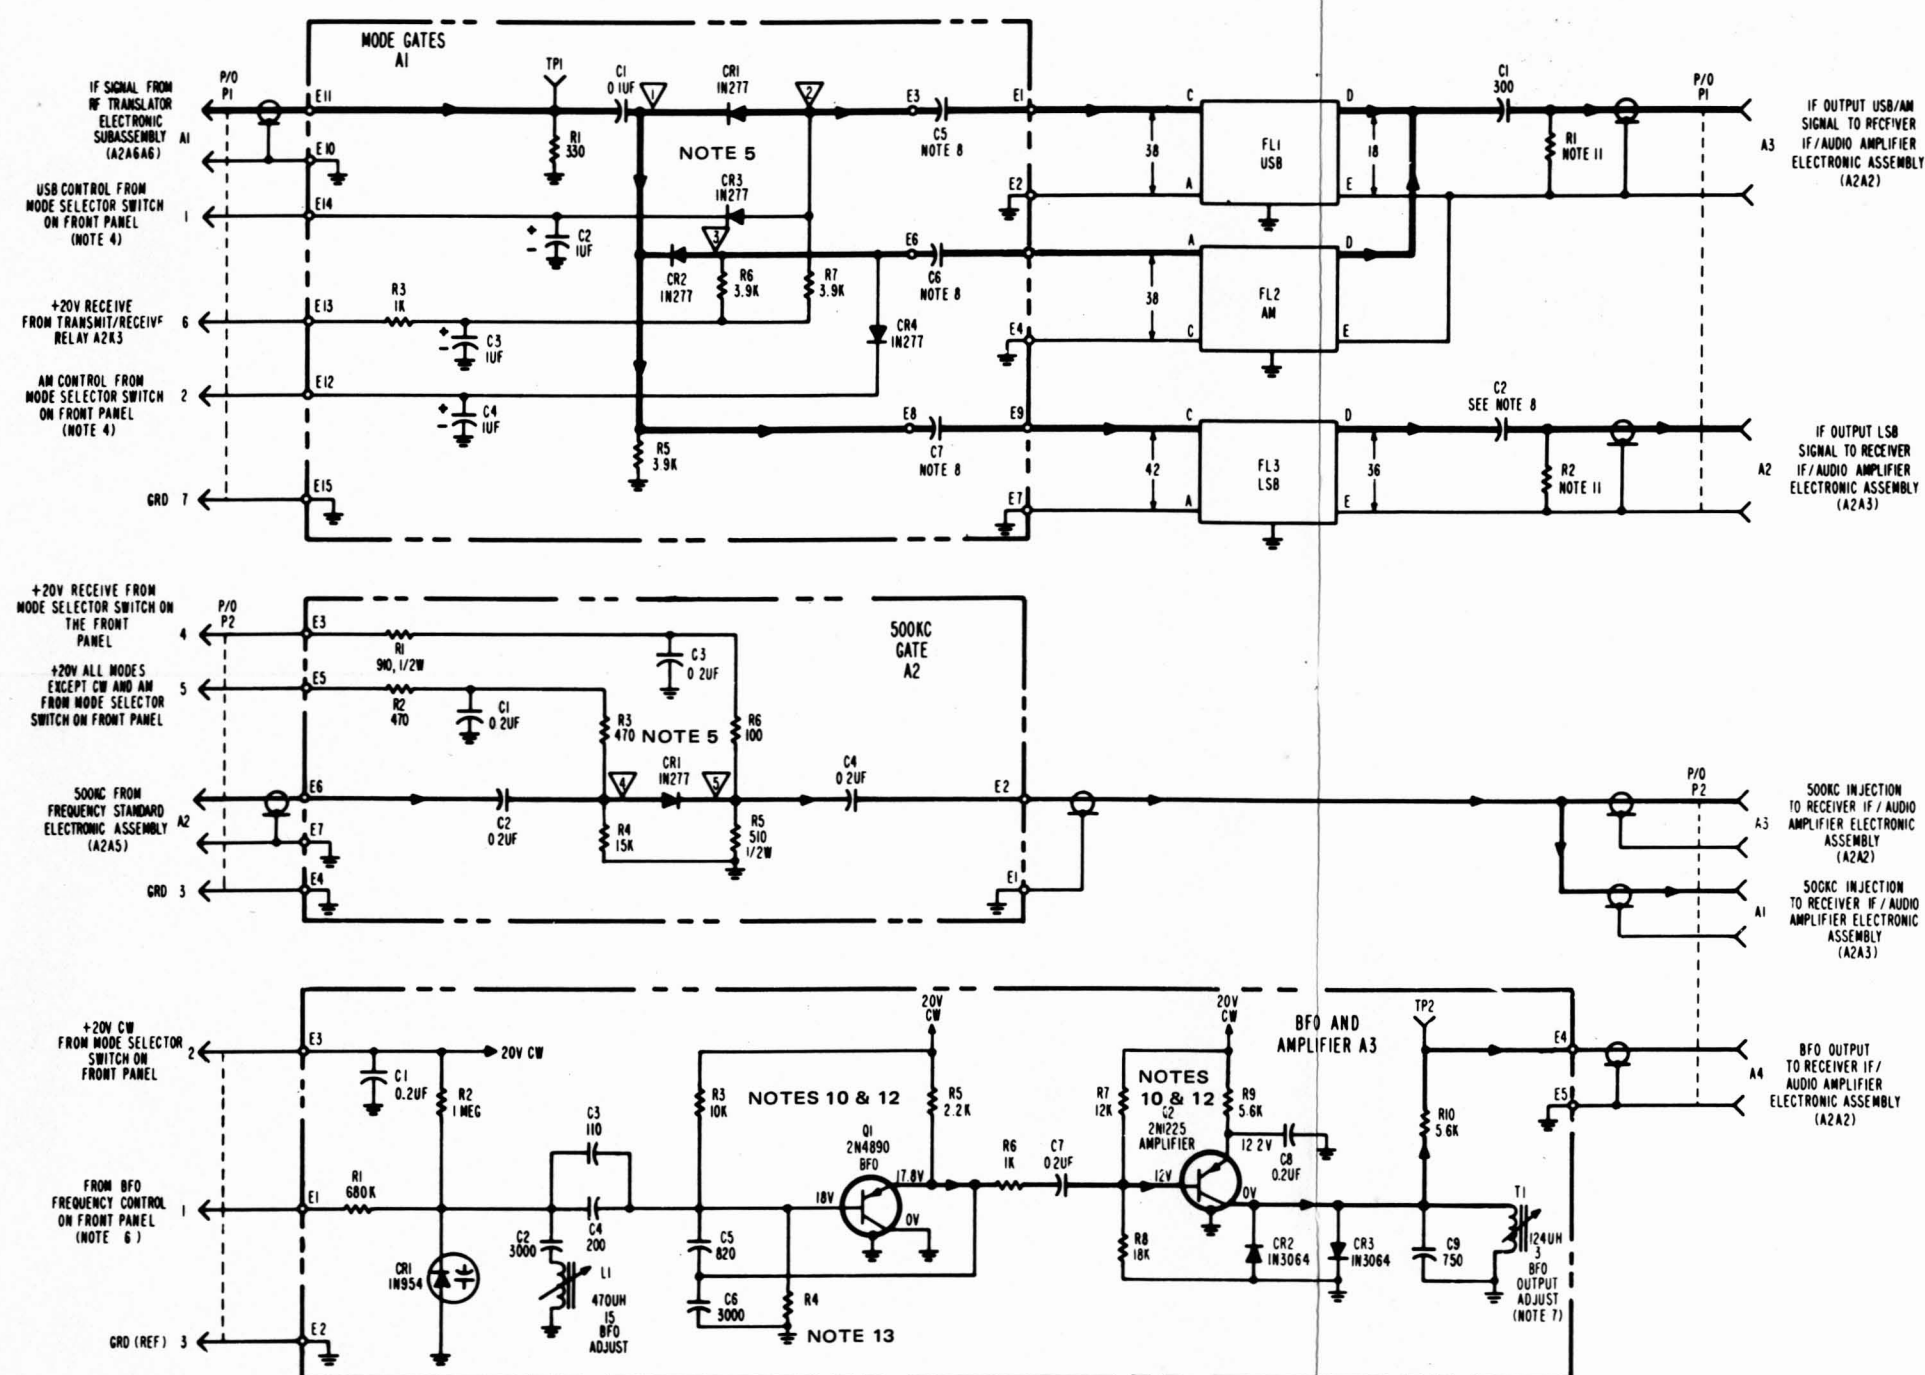 MODE GATES
A1
P/O
P1
IF SIGNAL FROM
RF TRANSLATOR
ELECTRONIC
SUBASSEMBLY
(A2A6A6)
A1
E11
E10
TP1
R1
330
C1
0.1UF
1
CR1
1N277
2
NOTE 5
CR3
1N277
E3
C5
NOTE 8
E1
E2
USB CONTROL FROM
MODE SELECTOR SWITCH
ON FRONT PANEL
(NOTE 4)
1
E14
+
-
C2
1UF
3
CR2
1N277
R6
3.9K
R7
3.9K
E6
C6
NOTE 8
+20V RECEIVE
FROM TRANSMIT/RECEIVE
RELAY A2K3
6
E13
R3
1K
+
-
C3
1UF
CR4
1N277
E4
AM CONTROL FROM
MODE SELECTOR SWITCH
ON FRONT PANEL
(NOTE 4)
2
E12
+
-
C4
1UF
R5
3.9K
E8
C7
NOTE 8
E9
E7
GRD 7
E15
C
38
A
FL1
USB
D
18
E
C1
300
R1
NOTE 11
P/O
P1
A3
IF OUTPUT USB/AM
SIGNAL TO RECEIVER
IF/AUDIO AMPLIFIER
ELECTRONIC ASSEMBLY
(A2A2)
A
38
C
FL2
AM
D
E
C
42
A
FL3
LSB
D
36
E
C2
SEE NOTE 8
R2
NOTE 11
A2
IF OUTPUT LSB
SIGNAL TO RECEIVER
IF/AUDIO AMPLIFIER
ELECTRONIC ASSEMBLY
(A2A3)
+20V RECEIVE FROM
MODE SELECTOR SWITCH ON
THE FRONT
PANEL
4
P/O
P2
E3
R1
910, 1/2W
C3
0.2UF
500KC
GATE
A2
+20V ALL MODES
EXCEPT CW AND AM
FROM MODE SELECTOR
SWITCH ON FRONT PANEL
5
E5
R2
470
C1
0.2UF
R3
470
NOTE 5
R6
100
CR1
1N277
4
5
C4
0.2UF
E2
500KC FROM
FREQUENCY STANDARD
ELECTRONIC ASSEMBLY
(A2A5)
A2
E6
E7
C2
0.2UF
R4
15K
R5
510
1/2W
GRD 3
E4
E1
P/O
P2
A3
500KC INJECTION
TO RECEIVER IF/AUDIO
AMPLIFIER ELECTRONIC
ASSEMBLY
(A2A2)
A1
500KC INJECTION
TO RECEIVER IF/AUDIO
AMPLIFIER ELECTRONIC
ASSEMBLY
(A2A3)
+20V CW
FROM MODE SELECTOR
SWITCH ON
FRONT PANEL
2
E3
20V CW
C1
0.2UF
R2
1 MEG
C3
110
R3
10K
NOTES 10 & 12
20V
CW
R5
2.2K
Q1
2N4890
BFO
17.8V
18V
0V
R6
1K
C7
0.2UF
R7
12K
NOTES
10 & 12
Q2
2N1225
AMPLIFIER
20V
CW
R9
5.6K
12.2V
C8
0.2UF
12V
0V
BFO AND
AMPLIFIER A3
TP2
R10
5.6K
E4
E5
A4
BFO OUTPUT
TO RECEIVER IF/
AUDIO AMPLIFIER
ELECTRONIC ASSEMBLY
(A2A2)
FROM BFO
FREQUENCY CONTROL
ON FRONT PANEL
(NOTE 6)
1
E1
R1
680K
C2
3000
C4
200
CR1
1N954
L1
470UH
15
BFO
ADJUST
C5
820
C6
3000
R4
NOTE 13
R8
18K
CR2
1N3064
CR3
1N3064
C9
750
T1
124UH
3
BFO
OUTPUT
ADJUST
(NOTE 7)
GRD (REF) 3
E2